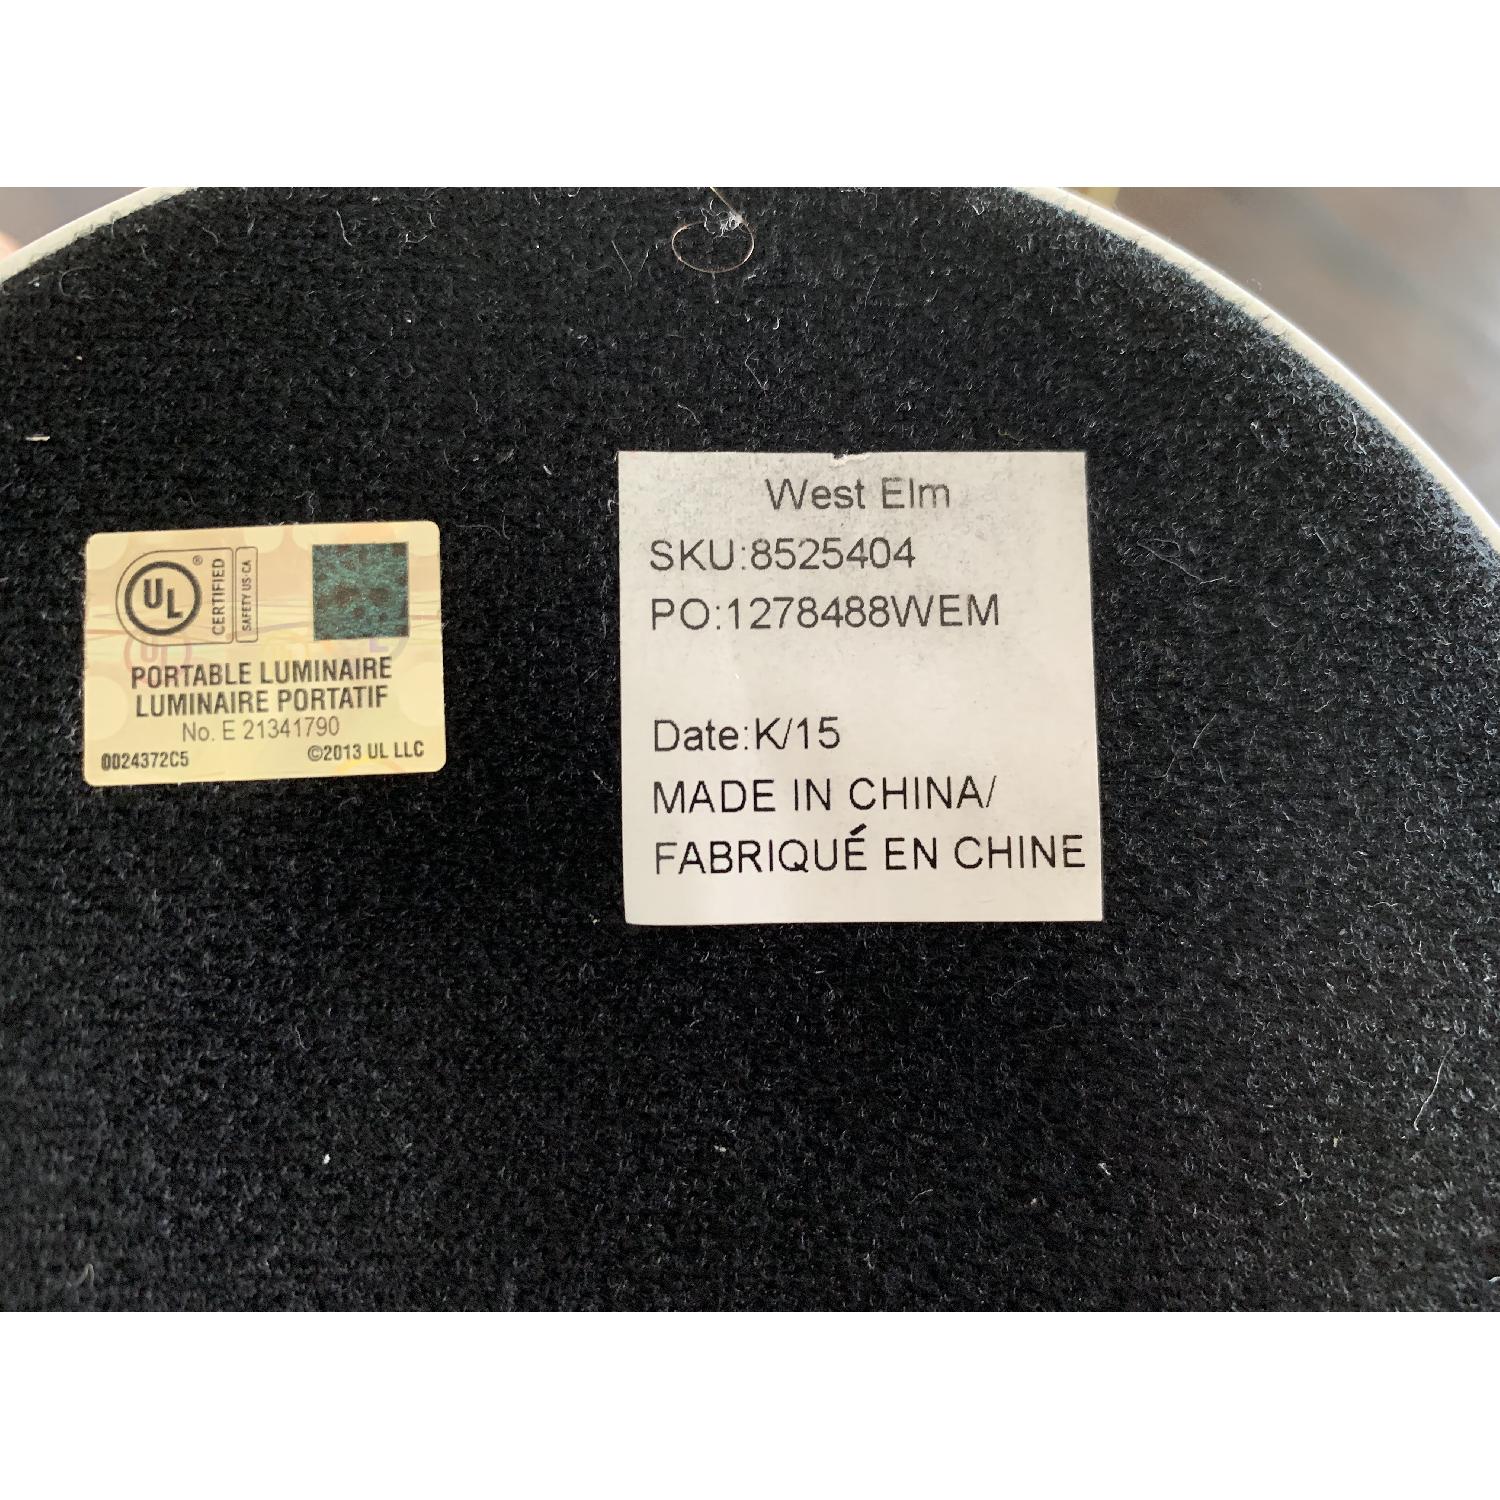 West Elm
SKU:8525404
PO:1278488WEM
Date:K/15
MADE IN CHINA/
FABRIQUÉ EN CHINE
UL ®
CERTIFIED
SAFETY US-CA
PORTABLE LUMINAIRE
LUMINAIRE PORTATIF
No. E 21341790
0024372C5 ©2013 UL LLC